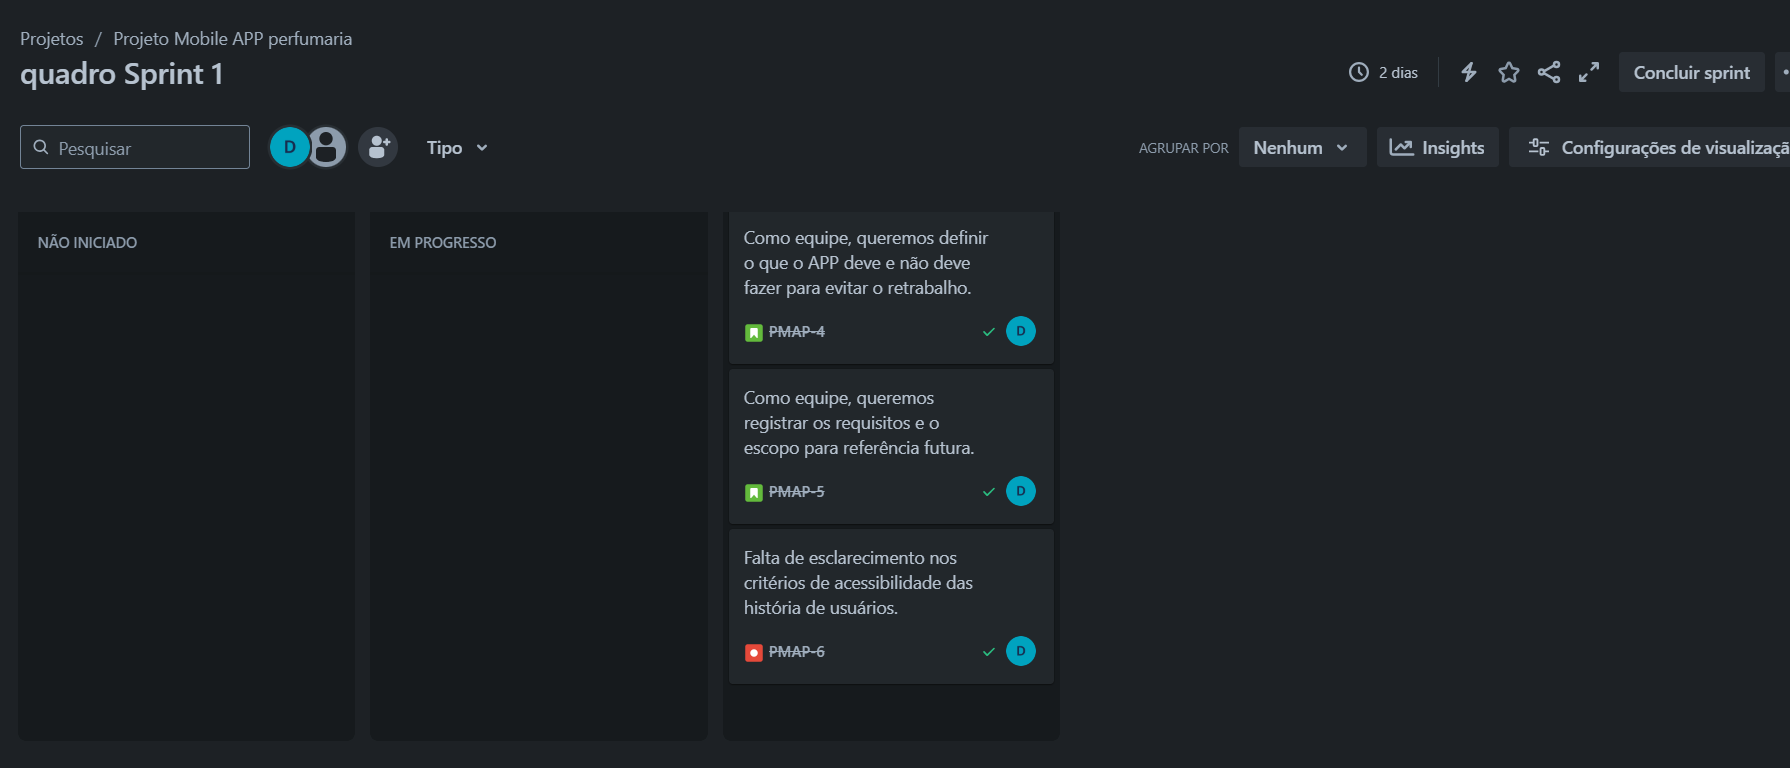 Projetos / Projeto Mobile APP perfumaria
quadro Sprint 1
2 dias
Concluir sprint
Pesquisar
D
Tipo
AGRUPAR POR
Nenhum
Insights
Configurações de visualizaçã
NÃO INICIADO
EM PROGRESSO
Como equipe, queremos definir
o que o APP deve e não deve
fazer para evitar o retrabalho.
PMAP-4
D
Como equipe, queremos
registrar os requisitos e o
escopo para referência futura.
PMAP-5
D
Falta de esclarecimento nos
critérios de acessibilidade das
história de usuários.
PMAP-6
D